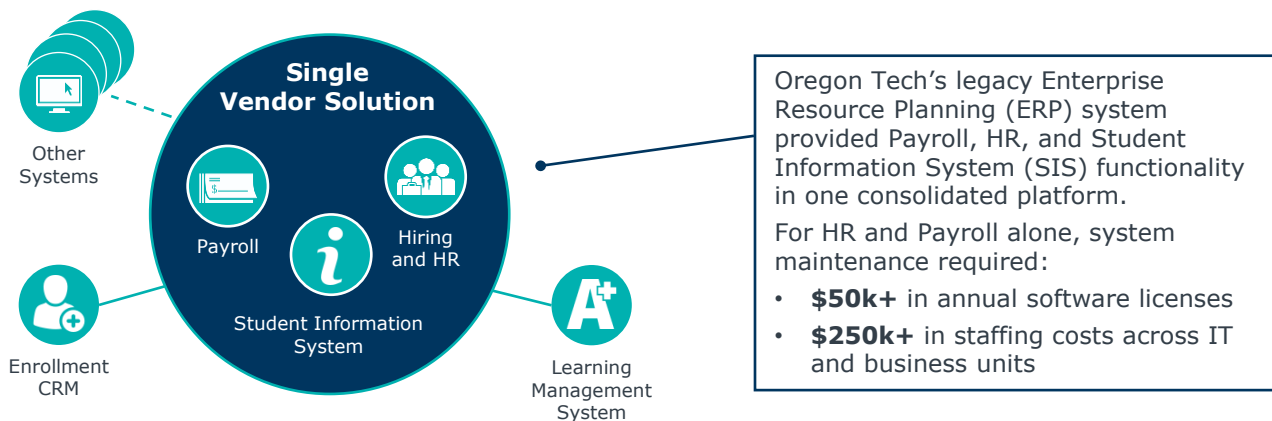 Single
Vendor Solution
Other
Systems
$
Payroll
Hiring
and HR
i
Student Information
System
Enrollment
CRM
A+
Learning
Management
System
Oregon Tech’s legacy Enterprise
Resource Planning (ERP) system
provided Payroll, HR, and Student
Information System (SIS) functionality
in one consolidated platform.
For HR and Payroll alone, system
maintenance required:
• $50k+ in annual software licenses
• $250k+ in staffing costs across IT
and business units